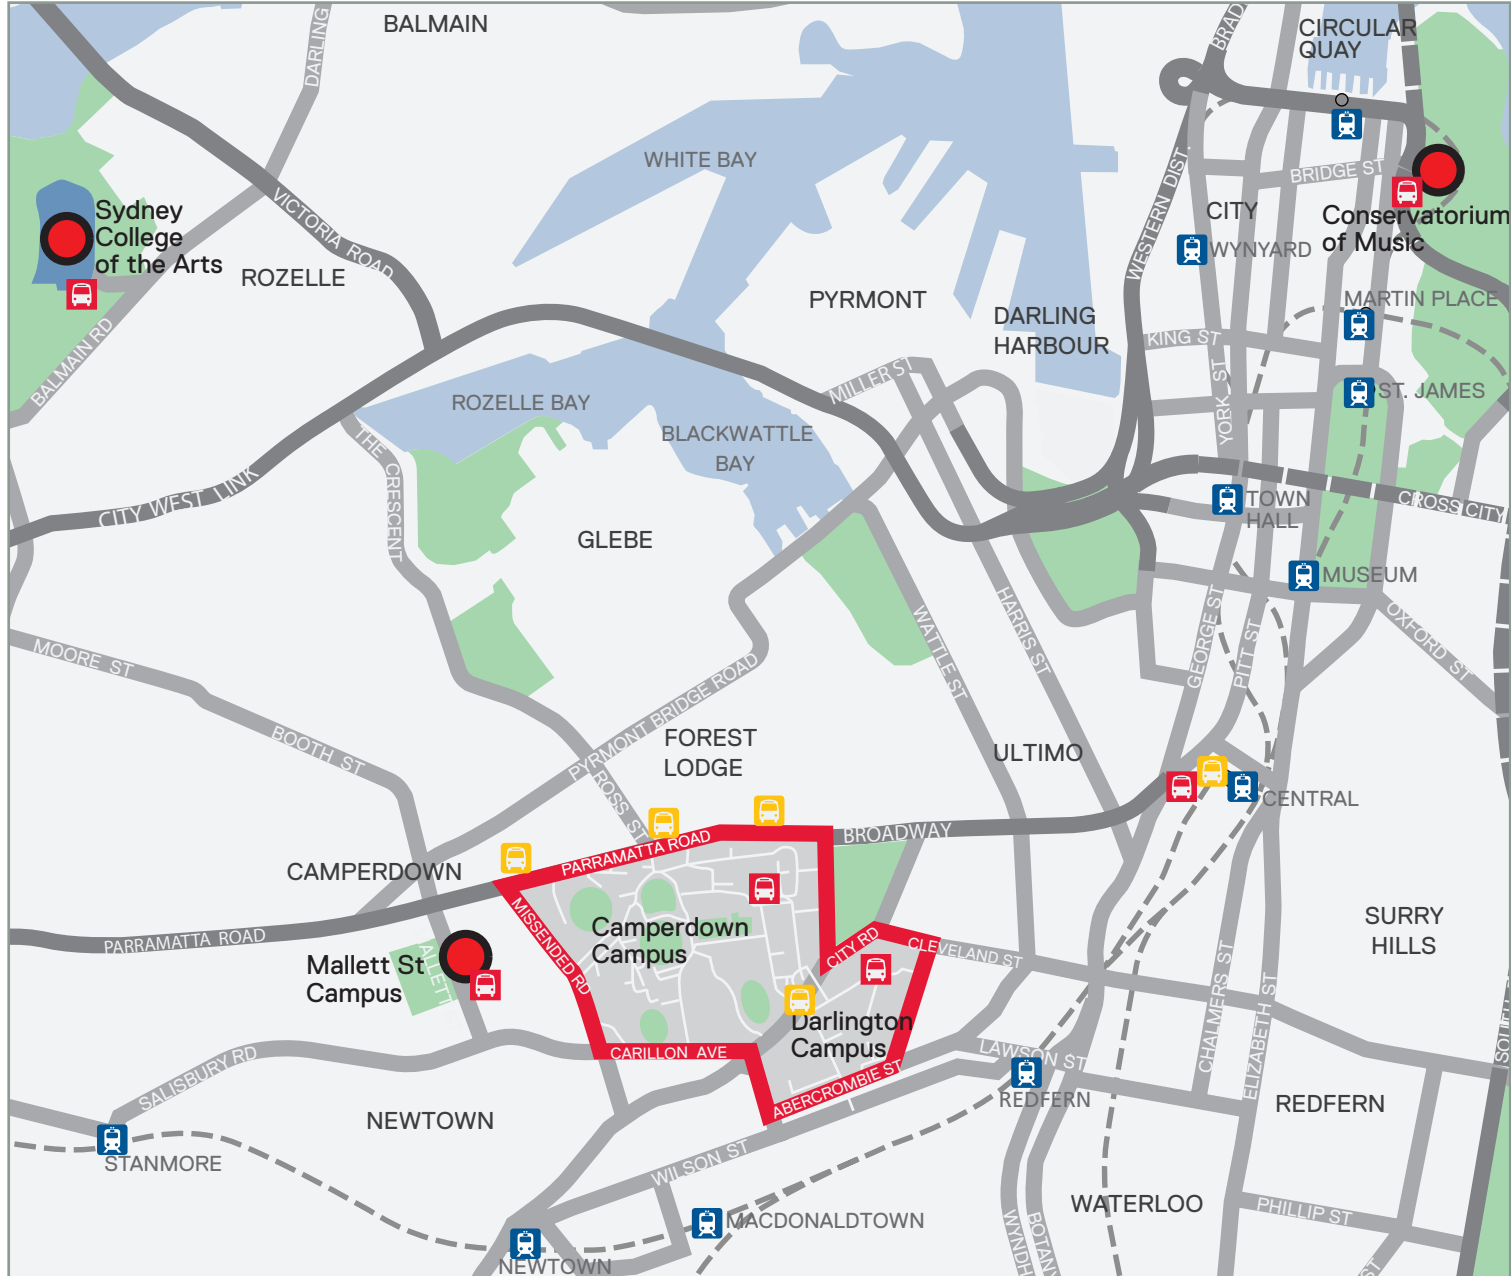 BALMAIN
DARLING
CIRCULAR
QUAY
WHITE BAY
WESTERN DIST.
BRIDGE ST
CITY
Conservatorium
of Music
WYNYARD
Sydney
College
of the Arts
VICTORIA ROAD
ROZELLE
PYRMONT
DARLING
HARBOUR
MARTIN PLACE
KING ST
BALMAIN RD
MILLER ST
YORK ST
ST. JAMES
ROZELLE BAY
BLACKWATTLE
BAY
THE CRESCENT
CITY WEST LINK
TOWN
HALL
CROSS CITY
GLEBE
MUSEUM
WATTLE ST
HARRIS ST
GEORGE ST
PITT ST
OXFORD ST
MOORE ST
BOOTH ST
PYRMONT BRIDGE ROAD
FOREST
LODGE
ROSS ST
ULTIMO
CENTRAL
BROADWAY
PARRAMATTA ROAD
CAMPERDOWN
MISSENDED RD
Camperdown
Campus
CITY RD
CLEVELAND ST
SURRY
HILLS
PARRAMATTA ROAD
Mallett St
Campus
CHALMERS ST
ELIZABETH ST
Darlington
Campus
CARILLON AVE
ABERCROMBIE ST
LAWSON ST
REDFERN
REDFERN
SALISBURY RD
NEWTOWN
STANMORE
WILSON ST
MACDONALDTOWN
WATERLOO
PHILLIP ST
WYNDH
BOTANY
NEWTOWN